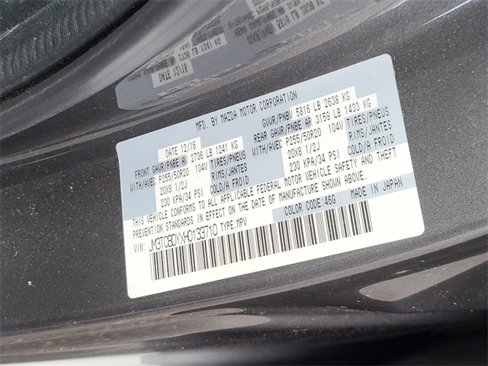 MFD. BY MAZDA MOTOR CORPORATION
DATE 10/16 GVWR/PNBV 5816 LB 2638 KG
FRONT GAWR/PNBE AV 2736 LB 1241 KG REAR GAWR/PNBE AR 3159 LB 1433 KG
WITH/AVEC P255/50R20 104V TIRES/PNEUS WITH/AVEC P255/50R20 104V TIRES/PNEUS
20X8 1/2J RIMS/JANTES 20X8 1/2J RIMS/JANTES
230 KPA/34 PSI COLD/A FROID 230 KPA/34 PSI COLD/A FROID
THIS VEHICLE CONFORMS TO ALL APPLICABLE FEDERAL MOTOR VEHICLE SAFETY AND THEFT
PREVENTION STANDARDS IN EFFECT ON THE DATE OF MANUFACTURE SHOWN ABOVE.
COLOR CODE: 46G MADE IN JAPAN
VIN: TYPE: MPV